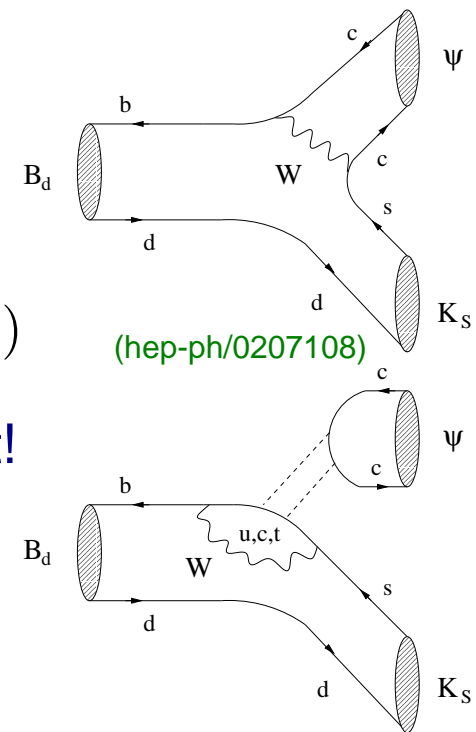 c
ψ
b
c
W
B_d
s
d
d
K_S
)
(hep-ph/0207108)
c
ψ
!
c
b
u,c,t
B_d
W
s
d
d
K_S